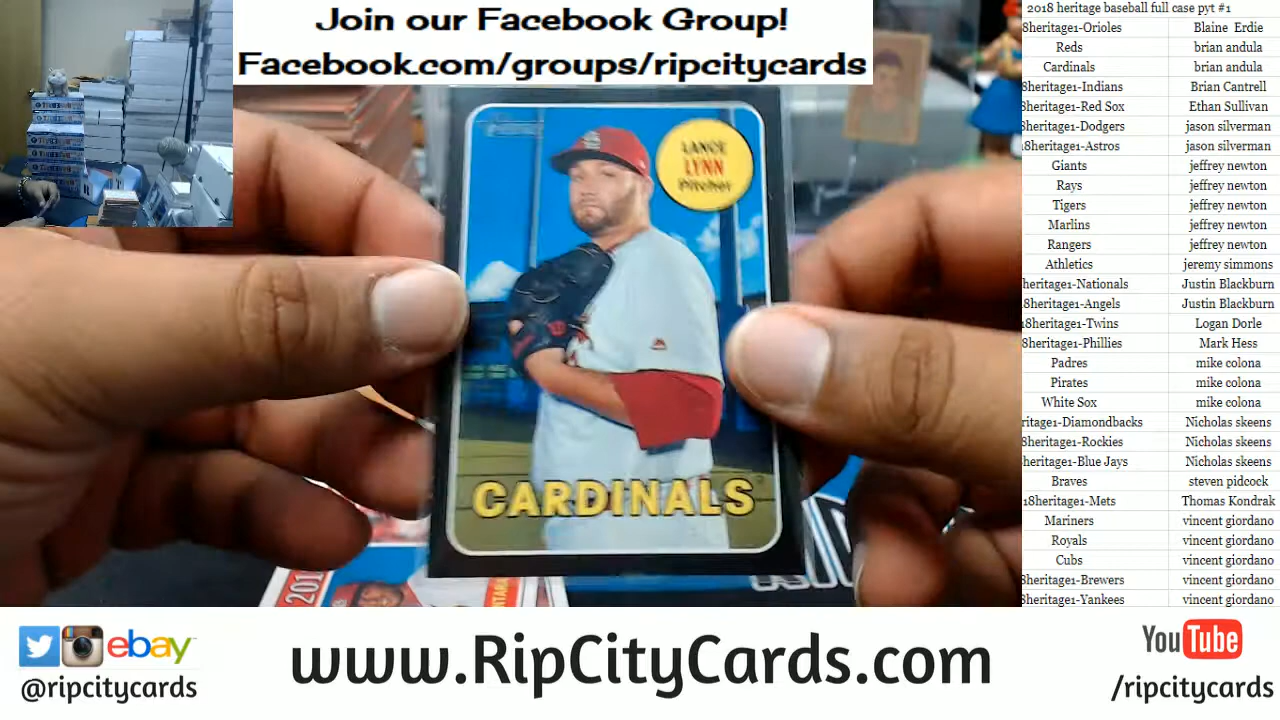 Join our Facebook Group!
Facebook.com/groups/ripcitycards
LANCE
LYNN
Pitcher
CARDINALS
201
2018 heritage baseball full case pyt #1
8heritage1-Orioles Blaine Erdie
Reds brian andula
Cardinals brian andula
-Indians Brian Cantrell
18heritage1-Red Sox Ethan Sullivan
8heritage1-Dodgers jason silverman
18heritage1-Astros jason silverman
Giants jeffrey newton
Rays jeffrey newton
Tigers jeffrey newton
Marlins jeffrey newton
Rangers jeffrey newton
Athletics jeremy simmons
heritage1-Nationals Justin Blackburn
8heritage1-Angels Justin Blackburn
18heritage1-Twins Logan Dorle
8heritage1-Phillies Mark Hess
Padres mike colona
Pirates mike colona
White Sox mike colona
ritage1-Diamondbacks Nicholas skeens
heritage1-Rockies Nicholas skeens
heritage1-Blue Jays Nicholas skeens
Braves steven pidcock
18heritage1-Mets Thomas Kondrak
Mariners vincent giordano
Royals vincent giordano
Cubs vincent giordano
8heritage1-Brewers vincent giordano
8heritage1-Yankees vincent giordano
ebay
@ripcitycards
www.RipCityCards.com
YouTube
/ripcitycards